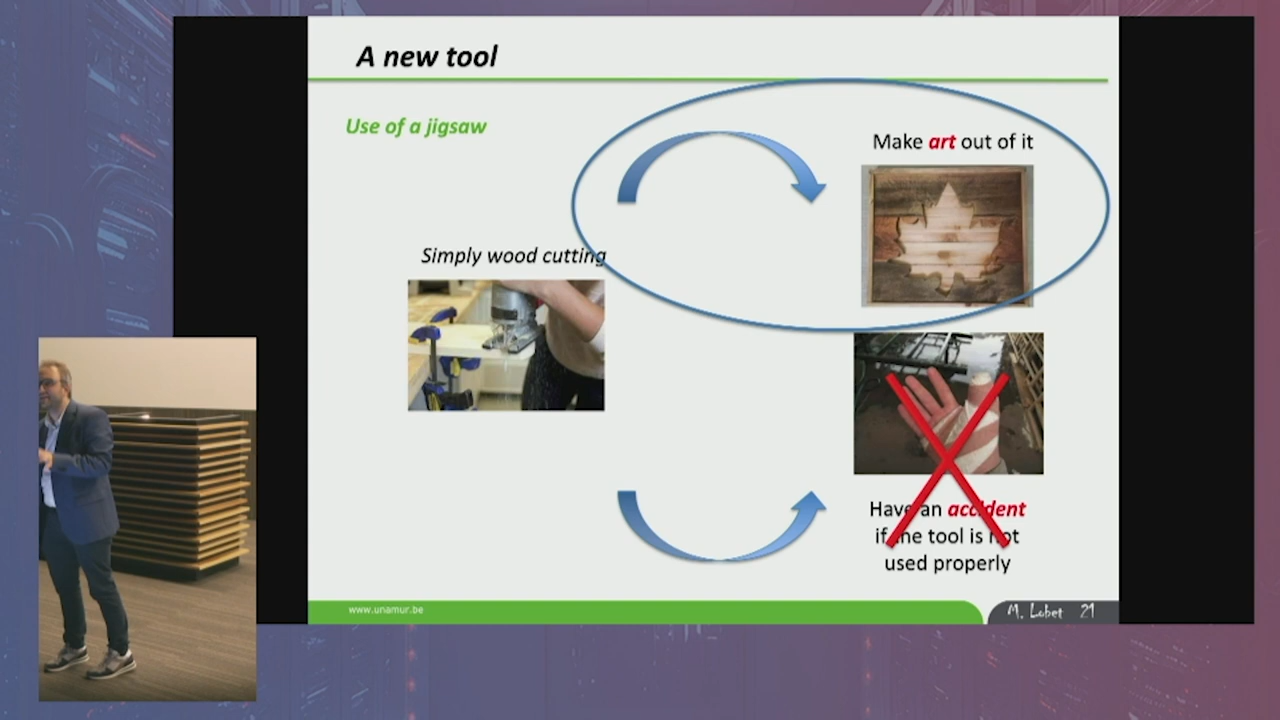 A new tool
Use of a jigsaw
Make art out of it
Simply wood cutting
Have an accident
if the tool is not
used properly
www.unamur.be
M. Lobet 21